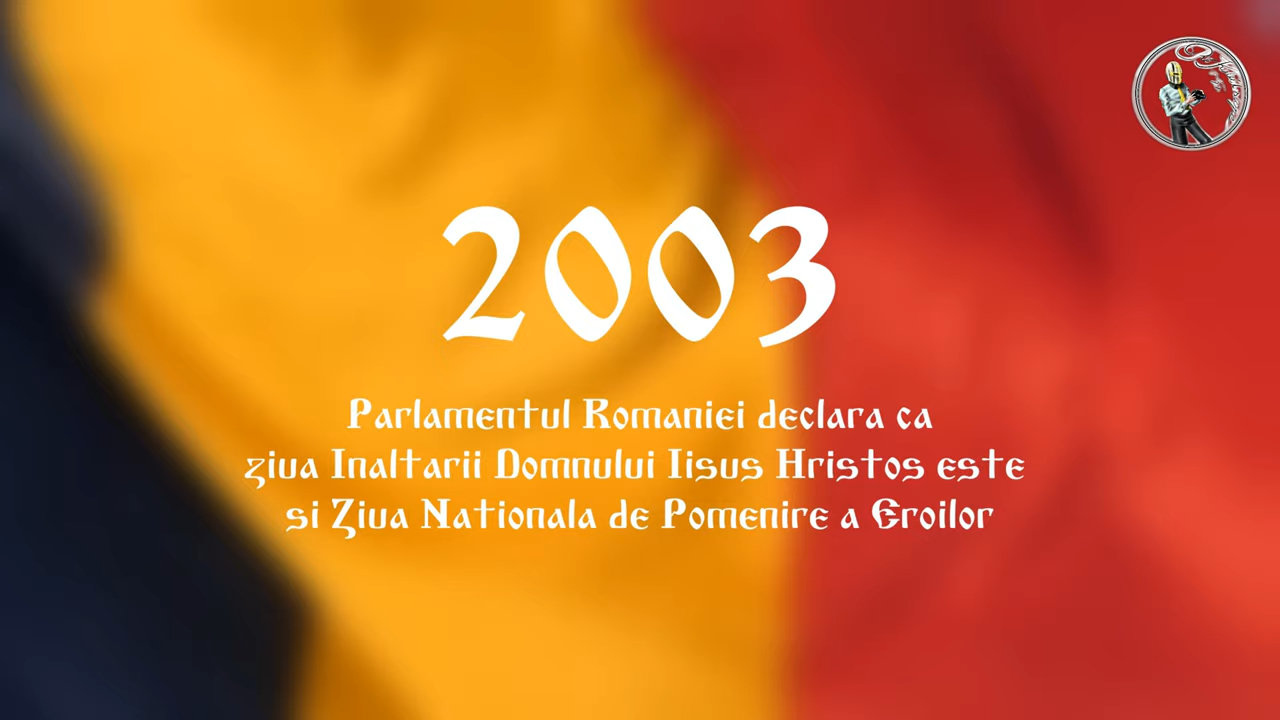 2003
Parlamentul Romaniei declara ca
ziua Inaltarii Domnului Iisus Hristos este
si Ziua Nationala de Pomenire a Eroilor